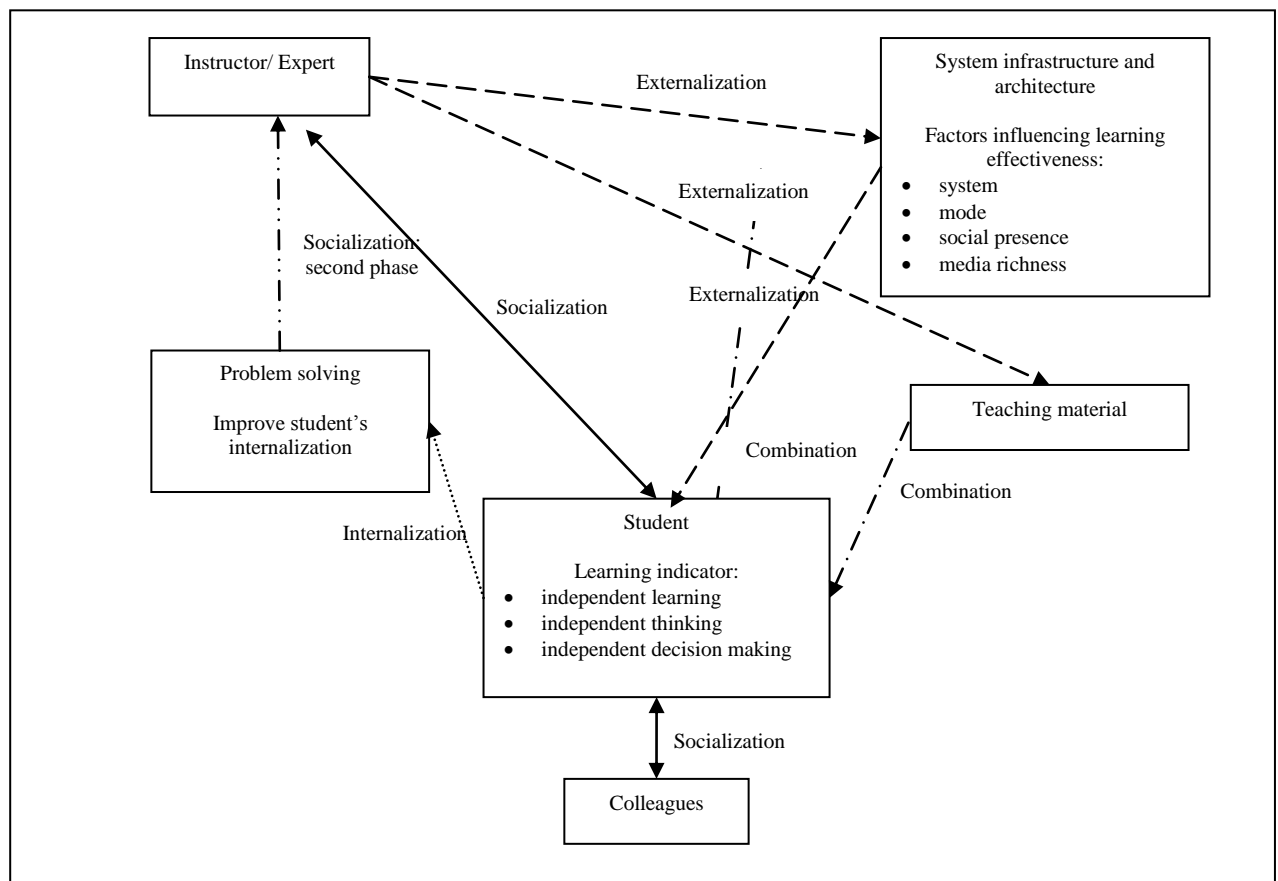 Instructor/ Expert
System infrastructure and
architecture
Factors influencing learning
effectiveness:
• system
• mode
• social presence
• media richness
Externalization
Externalization
Socialization:
second phase
Externalization
Socialization
Problem solving
Improve student’s
internalization
Teaching material
Combination
Combination
Internalization
Student
Learning indicator:
• independent learning
• independent thinking
• independent decision making
Socialization
Colleagues